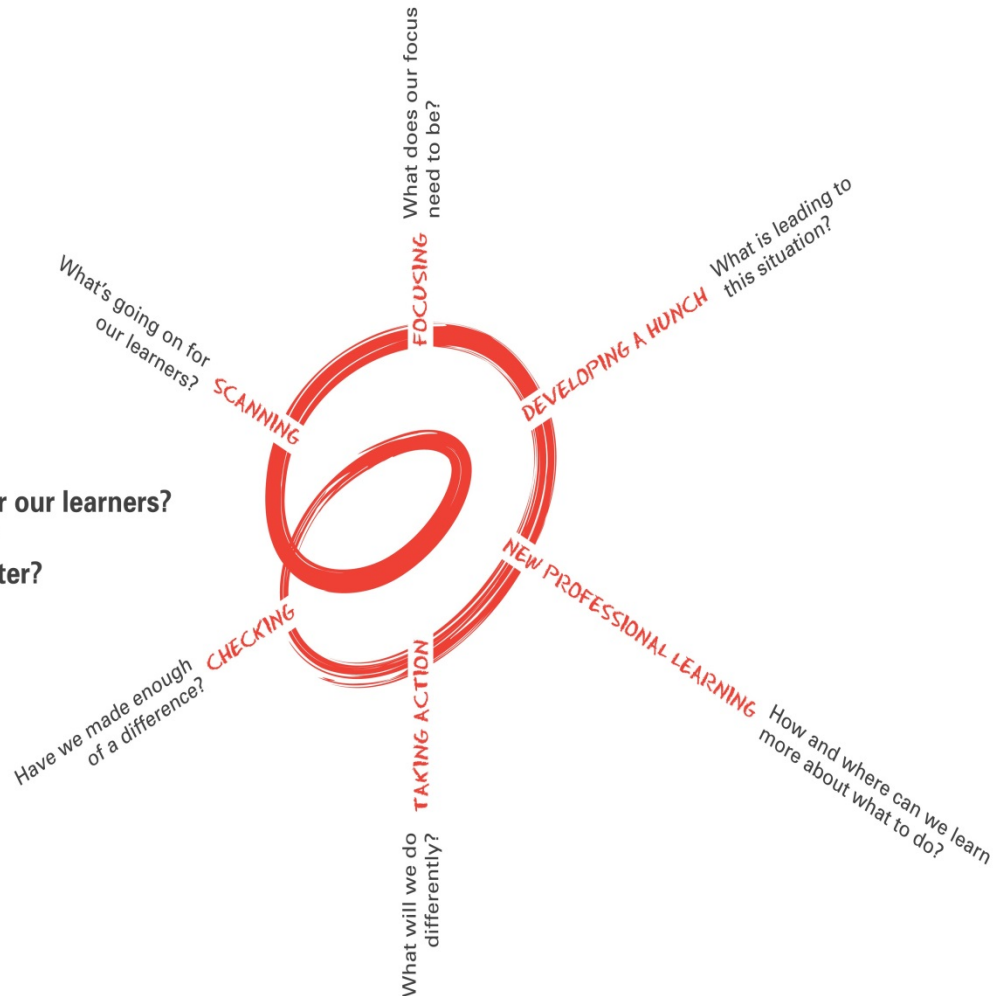 What does our focus
need to be?
FOCUSING
What is leading to
this situation?
DEVELOPING A HUNCH
What's going on for
our learners?
SCANNING
r our learners?
ter?
NEW PROFESSIONAL LEARNING
How and where can we learn
more about what to do?
CHECKING
Have we made enough
of a difference?
TAKING ACTION
What will we do
differently?